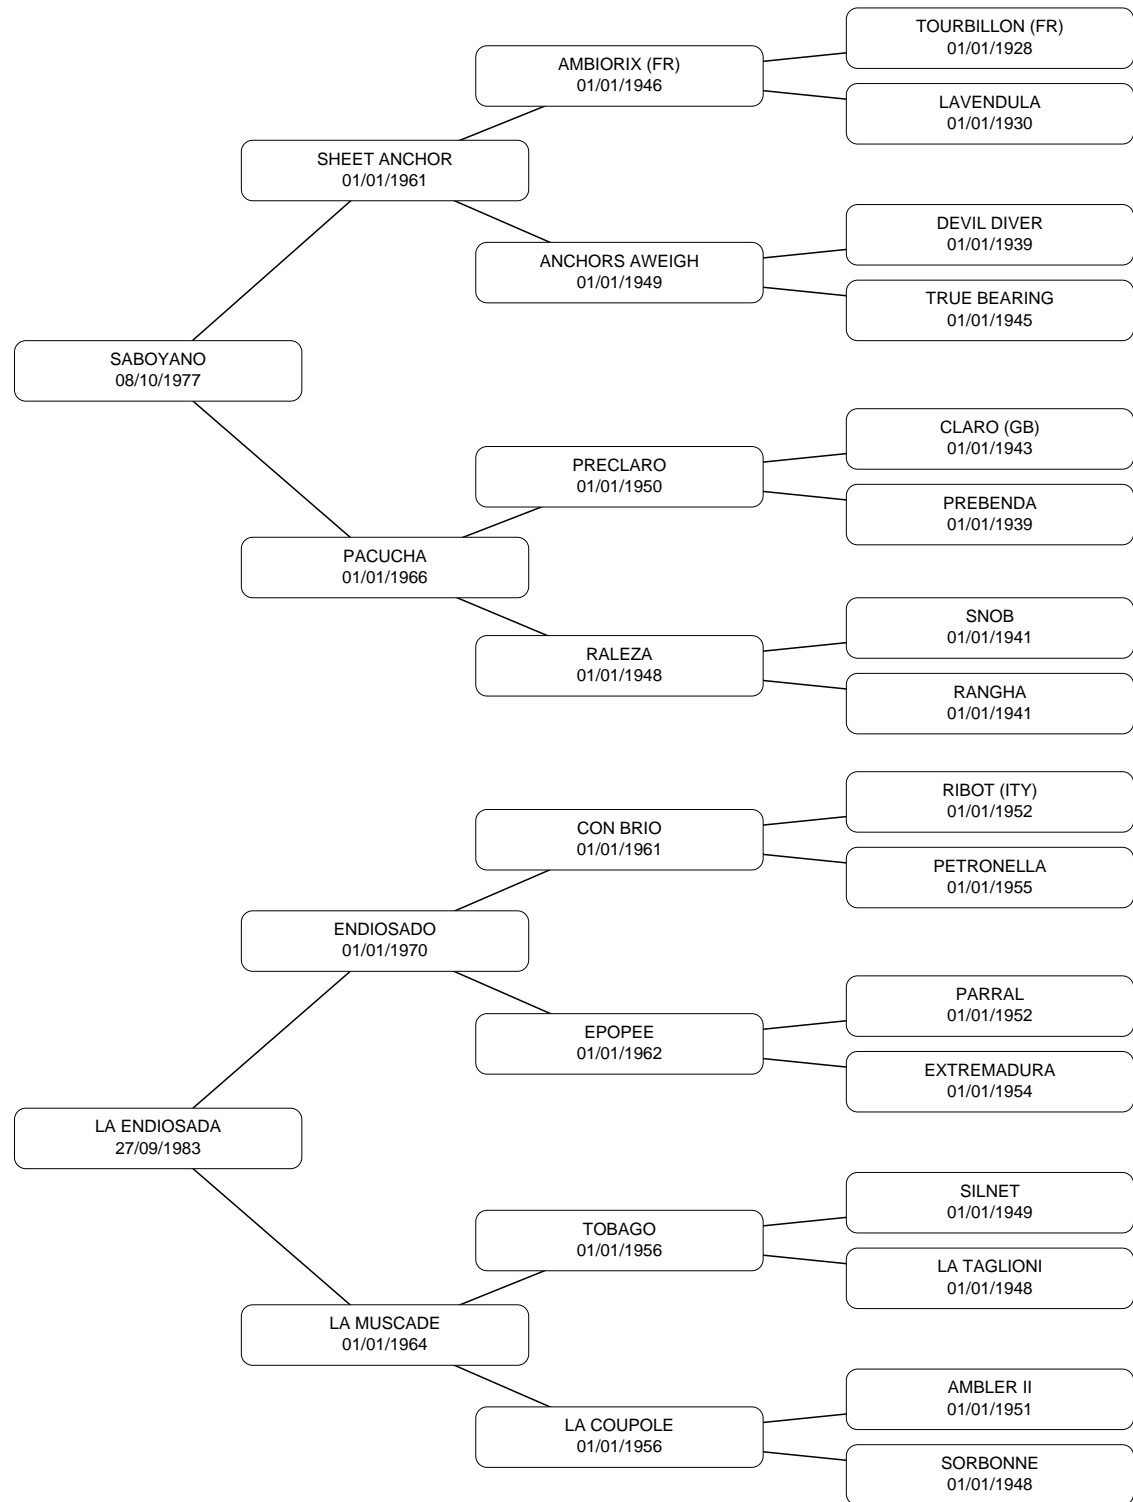 TOURBILLON (FR)
01/01/1928
AMBIORIX (FR)
01/01/1946
LAVENDULA
01/01/1930
SHEET ANCHOR
01/01/1961
DEVIL DIVER
01/01/1939
ANCHORS AWEIGH
01/01/1949
TRUE BEARING
01/01/1945
SABOYANO
08/10/1977
CLARO (GB)
01/01/1943
PRECLARO
01/01/1950
PREBENDA
01/01/1939
PACUCHA
01/01/1966
SNOB
01/01/1941
RALEZA
01/01/1948
RANGHA
01/01/1941
RIBOT (ITY)
01/01/1952
CON BRIO
01/01/1961
PETRONELLA
01/01/1955
ENDIOSADO
01/01/1970
PARRAL
01/01/1952
EPOPEE
01/01/1962
EXTREMADURA
01/01/1954
LA ENDIOSADA
27/09/1983
SILNET
01/01/1949
TOBAGO
01/01/1956
LA TAGLIONI
01/01/1948
LA MUSCADE
01/01/1964
AMBLER II
01/01/1951
LA COUPOLE
01/01/1956
SORBONNE
01/01/1948